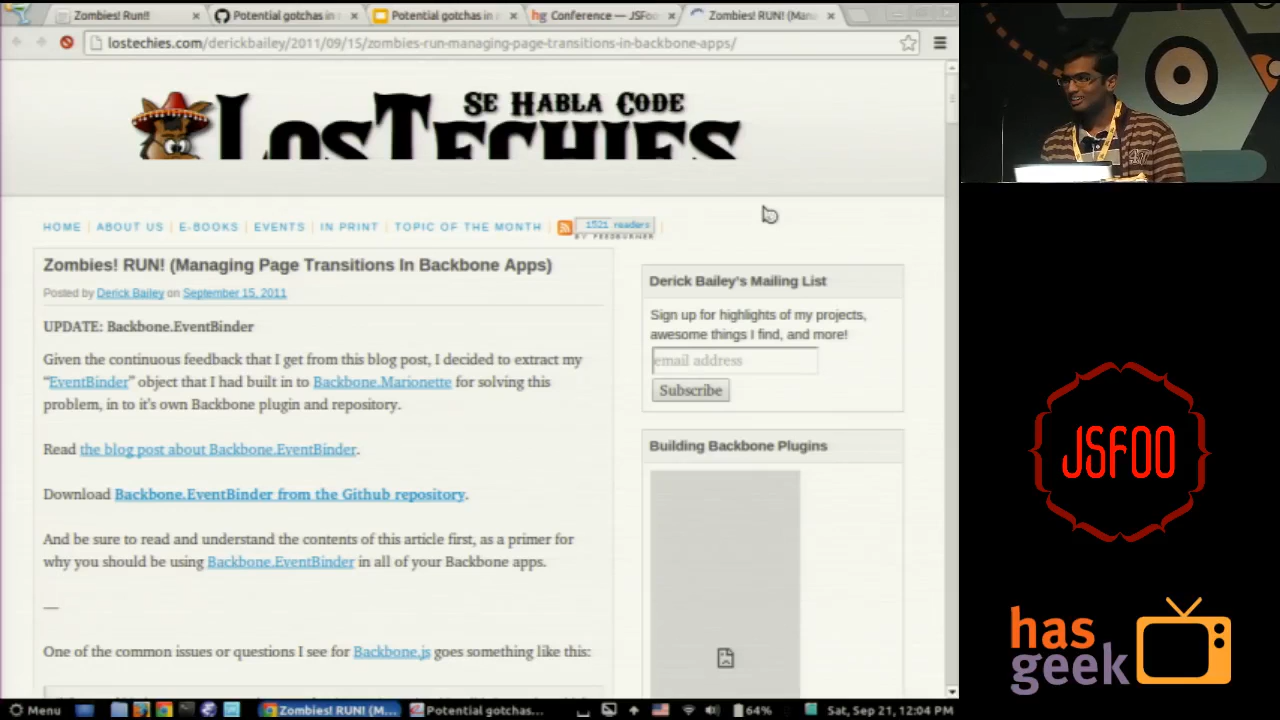 Zombies! Run!!
Potential gotchas in
Potential gotchas in
hg Conference — JSFo
Zombies! RUN! (Man
lostechies.com/derickbailey/2011/09/15/zombies-run-managing-page-transitions-in-backbone-apps/
SE HABLA CODE
LOSTECHIES
HOME
ABOUT US
E-BOOKS
EVENTS
IN PRINT
TOPIC OF THE MONTH
1521 readers
BY FEEDBURNER
Zombies! RUN! (Managing Page Transitions In Backbone Apps)
Posted by Derick Bailey on September 15, 2011
UPDATE: Backbone.EventBinder
Given the continuous feedback that I get from this blog post, I decided to extract my
“EventBinder” object that I had built in to Backbone.Marionette for solving this
problem, in to it's own Backbone plugin and repository.
Read the blog post about Backbone.EventBinder.
Download Backbone.EventBinder from the Github repository.
And be sure to read and understand the contents of this article first, as a primer for
why you should be using Backbone.EventBinder in all of your Backbone apps.
—
One of the common issues or questions I see for Backbone.js goes something like this:
Derick Bailey's Mailing List
Sign up for highlights of my projects,
awesome things I find, and more!
email address
Subscribe
Building Backbone Plugins
JSFOO
has
geek
Menu
Zombies! RUN! (M...
Potential gotchas...
64%
Sat, Sep 21, 12:04 PM